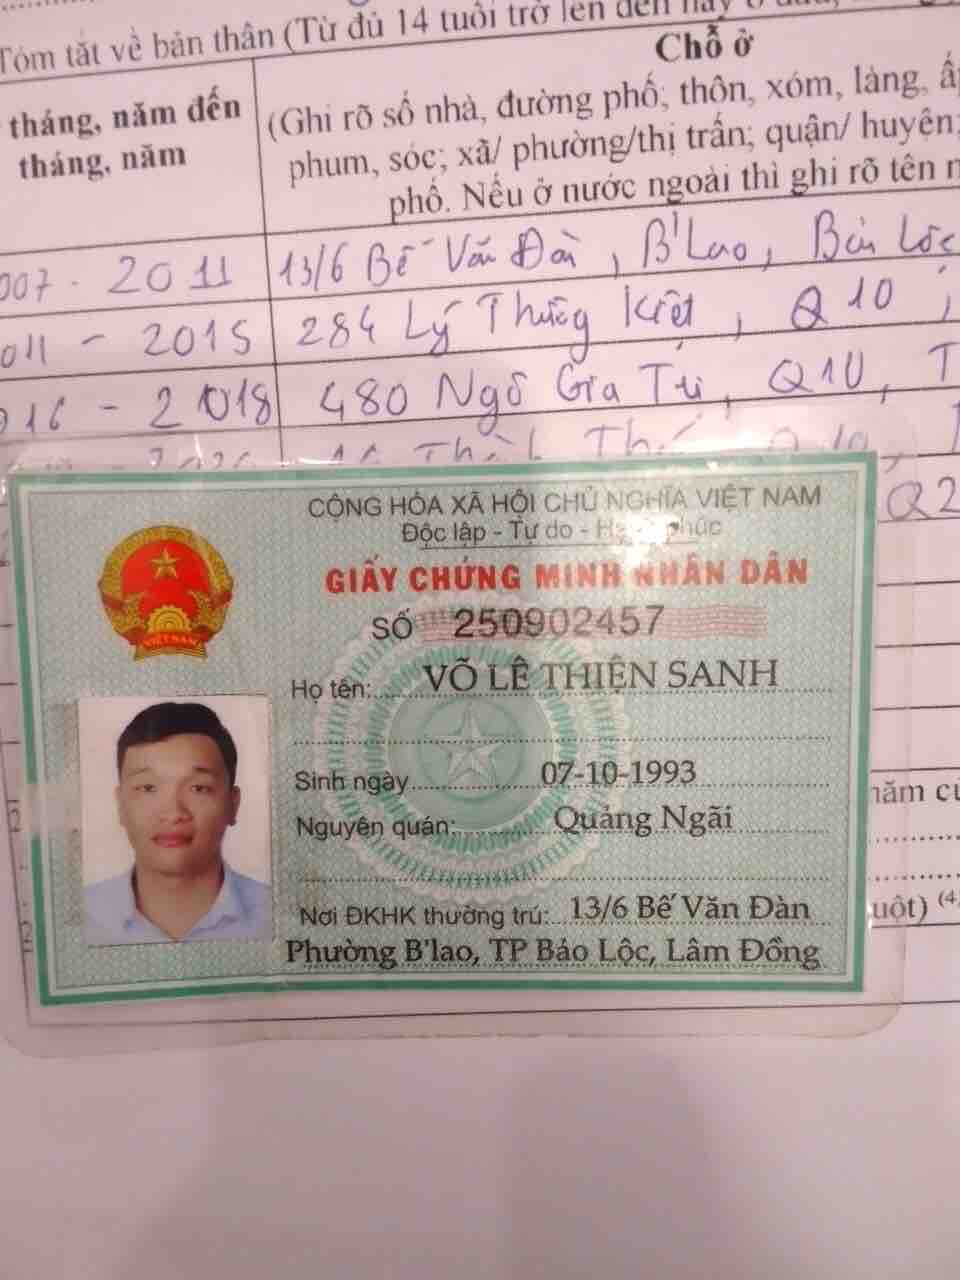 Tóm tắt về bản thân (Từ đủ 14 tuổi trở lên đến nay ở đâu,
Chỗ ở
tháng, năm đến
tháng, năm
(Ghi rõ số nhà, đường phố; thôn, xóm, làng,
phum, sóc; xã/ phường/thị trấn; quận/ huyện;
phố. Nếu ở nước ngoài thì ghi rõ tên
2011 13/6 Bế Văn Đàn, B'Lao, Bảo Lộc
- 2015 284 Lý Thường Kiệt, Q10,
- 2018 480 Ngô Gia Tự, Q10, T
Q2
CỘNG HÒA XÃ HỘI CHỦ NGHĨA VIỆT NAM
Độc lập - Tự do - Hạnh phúc
GIẤY CHỨNG MINH NHÂN DÂN
SỐ 250902457
Họ tên: VÕ LÊ THIỆN SANH
Sinh ngày 07-10-1993
Nguyên quán: Quảng Ngãi
Nơi ĐKHK thường trú: 13/6 Bế Văn Đàn
Phường B'lao, TP Bảo Lộc, Lâm Đồng
VIỆT NAM